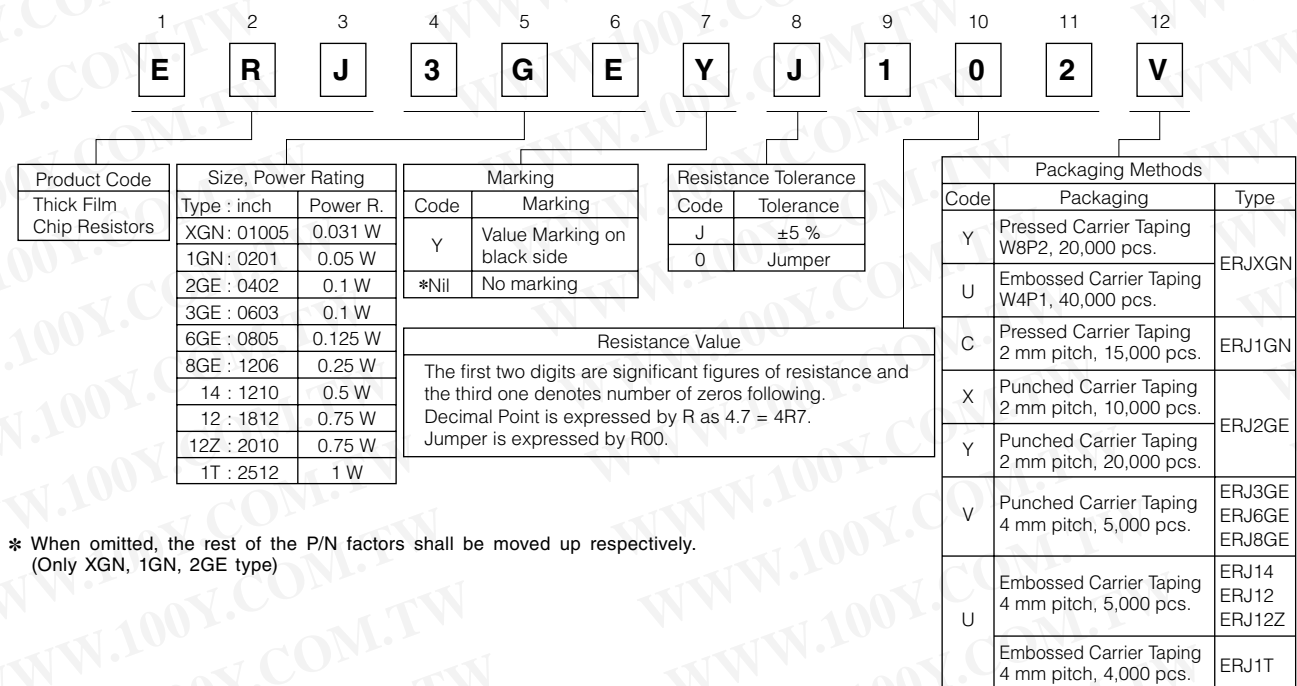 1 2 3 4 5 6 7 8 9 10 11 12
E R J 3 G E Y J 1 0 2 V
Product Code
Thick Film
Chip Resistors
Size, Power Rating
Type : inch Power R.
XGN : 01005 0.031 W
1GN : 0201 0.05 W
2GE : 0402 0.1 W
3GE : 0603 0.1 W
6GE : 0805 0.125 W
8GE : 1206 0.25 W
14 : 1210 0.5 W
12 : 1812 0.75 W
12Z : 2010 0.75 W
1T : 2512 1 W
Marking
Code Marking
Y Value Marking on
black side
✻Nil No marking
Resistance Tolerance
Code Tolerance
J ±5 %
0 Jumper
Resistance Value
The first two digits are significant figures of resistance and
the third one denotes number of zeros following.
Decimal Point is expressed by R as 4.7 = 4R7.
Jumper is expressed by R00.
Packaging Methods
Code Packaging Type
Y Pressed Carrier Taping
W8P2, 20,000 pcs.
ERJXGN
U Embossed Carrier Taping
W4P1, 40,000 pcs.
C Pressed Carrier Taping
2 mm pitch, 15,000 pcs.
ERJ1GN
X Punched Carrier Taping
2 mm pitch, 10,000 pcs.
ERJ2GE
Y Punched Carrier Taping
2 mm pitch, 20,000 pcs.
V Punched Carrier Taping
4 mm pitch, 5,000 pcs.
ERJ3GE
ERJ6GE
ERJ8GE
U
Embossed Carrier Taping
4 mm pitch, 5,000 pcs.
ERJ14
ERJ12
ERJ12Z
Embossed Carrier Taping
4 mm pitch, 4,000 pcs.
ERJ1T
✻ When omitted, the rest of the P/N factors shall be moved up respectively.
(Only XGN, 1GN, 2GE type)
WWW.100Y.COM.TW